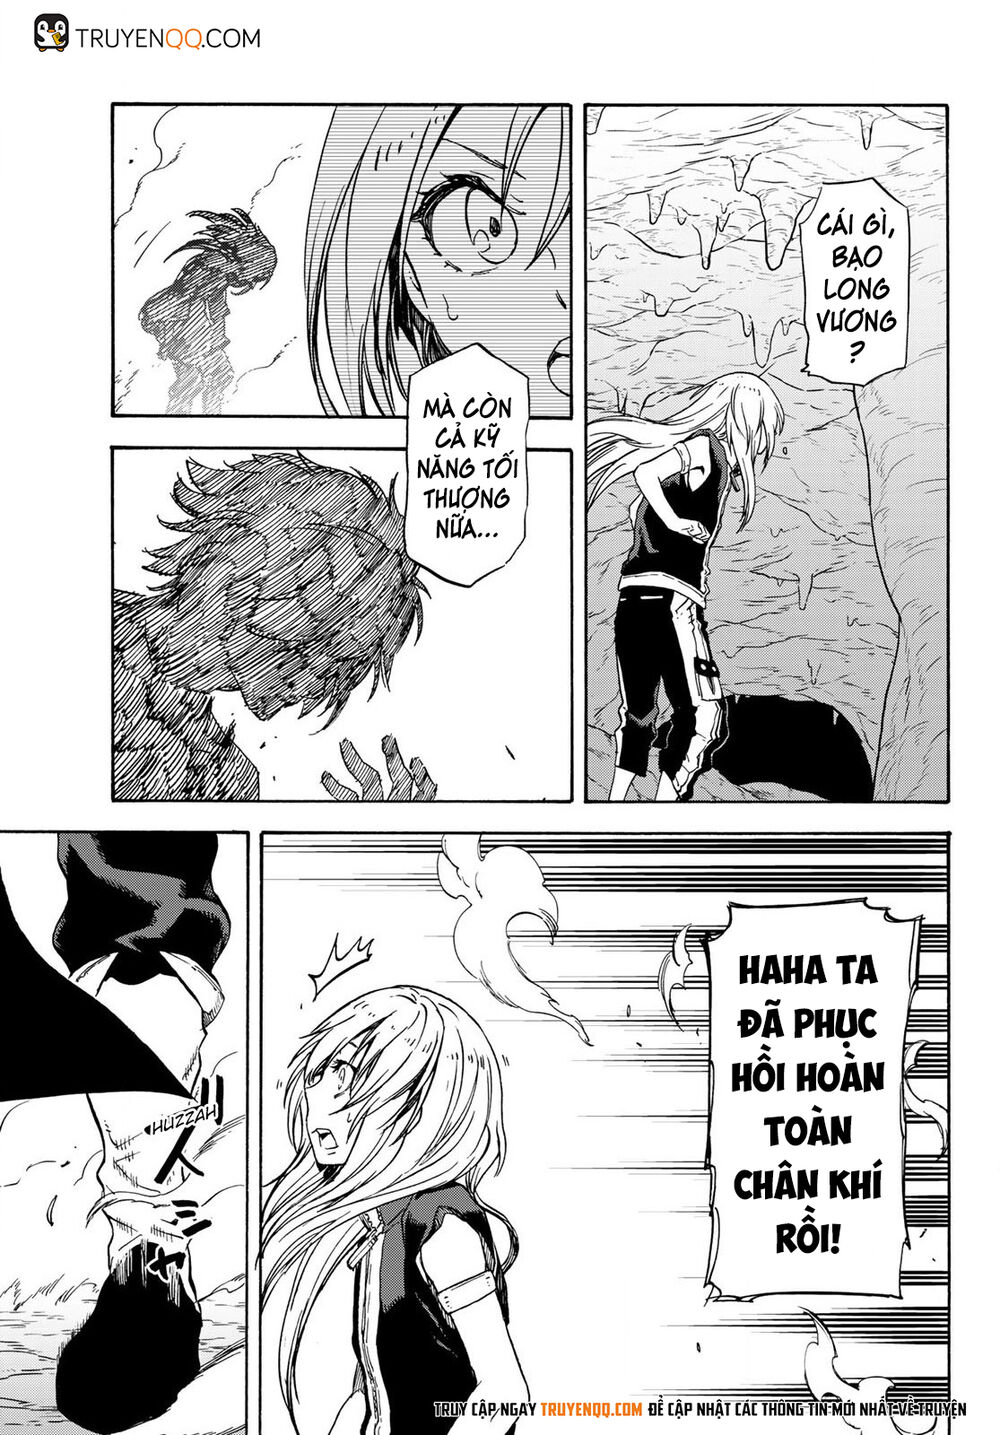 TRUYENQQ.COM
CÁI GÌ,
BẠO
LONG
VƯƠNG
?
MÀ CÒN
CẢ KỸ
NĂNG TỐI
THƯỢNG
NỮA...
HAHA TA
ĐÃ PHỤC
HỒI HOÀN
TOÀN
CHÂN KHÍ
RỒI!
HUZZAH
TRUY CẬP NGAY TRUYENQQ.COM ĐỂ CẬP NHẬT CÁC THÔNG TIN MỚI NHẤT VỀ TRUYỆN